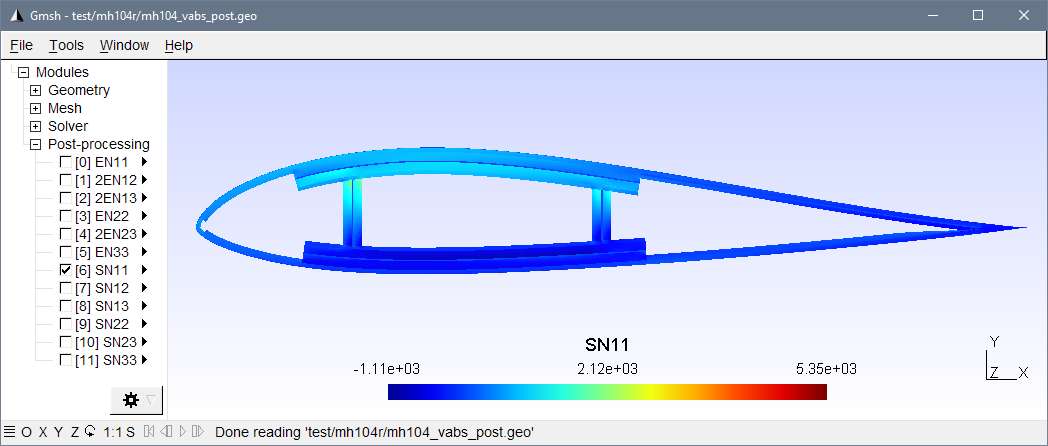 Gmsh - test/mh104r/mh104_vabs_post.geo
File Tools Window Help
Modules
Geometry
Mesh
Solver
Post-processing
[0] EN11
[1] 2EN12
[2] 2EN13
[3] EN22
[4] 2EN23
[5] EN33
[6] SN11
[7] SN12
[8] SN13
[9] SN22
[10] SN23
[11] SN33
SN11
-1.11e+03 2.12e+03 5.35e+03
Y
Z X
O X Y Z 1:1 S Done reading 'test/mh104r/mh104_vabs_post.geo'